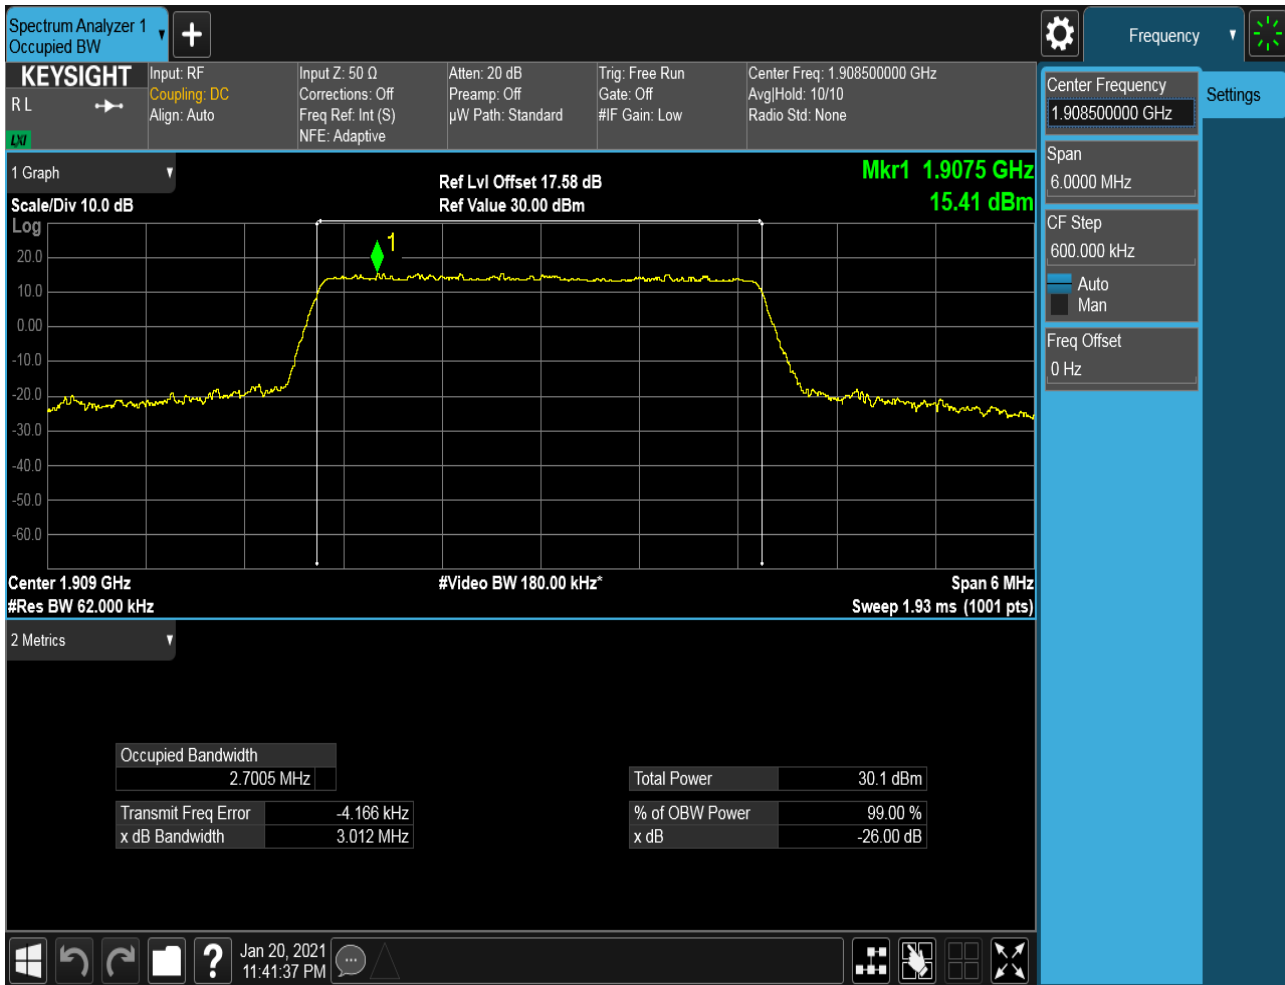 Spectrum Analyzer 1
Occupied BW
Frequency
KEYSIGHT
R L
LXI
Input: RF
Coupling: DC
Align: Auto
Input Z: 50 Ω
Corrections: Off
Freq Ref: Int (S)
NFE: Adaptive
Atten: 20 dB
Preamp: Off
µW Path: Standard
Trig: Free Run
Gate: Off
#IF Gain: Low
Center Freq: 1.908500000 GHz
Avg|Hold: 10/10
Radio Std: None
Center Frequency
1.908500000 GHz
Settings
Span
6.0000 MHz
CF Step
600.000 kHz
Auto
Man
Freq Offset
0 Hz
1 Graph
Scale/Div 10.0 dB
Log
Ref Lvl Offset 17.58 dB
Ref Value 30.00 dBm
Mkr1 1.9075 GHz
15.41 dBm
1
20.0
10.0
0.00
-10.0
-20.0
-30.0
-40.0
-50.0
-60.0
Center 1.909 GHz
#Video BW 180.00 kHz*
Span 6 MHz
#Res BW 62.000 kHz
Sweep 1.93 ms (1001 pts)
2 Metrics
Occupied Bandwidth
2.7005 MHz
Total Power 30.1 dBm
Transmit Freq Error -4.166 kHz
% of OBW Power 99.00 %
x dB Bandwidth 3.012 MHz
x dB -26.00 dB
?
Jan 20, 2021
11:41:37 PM